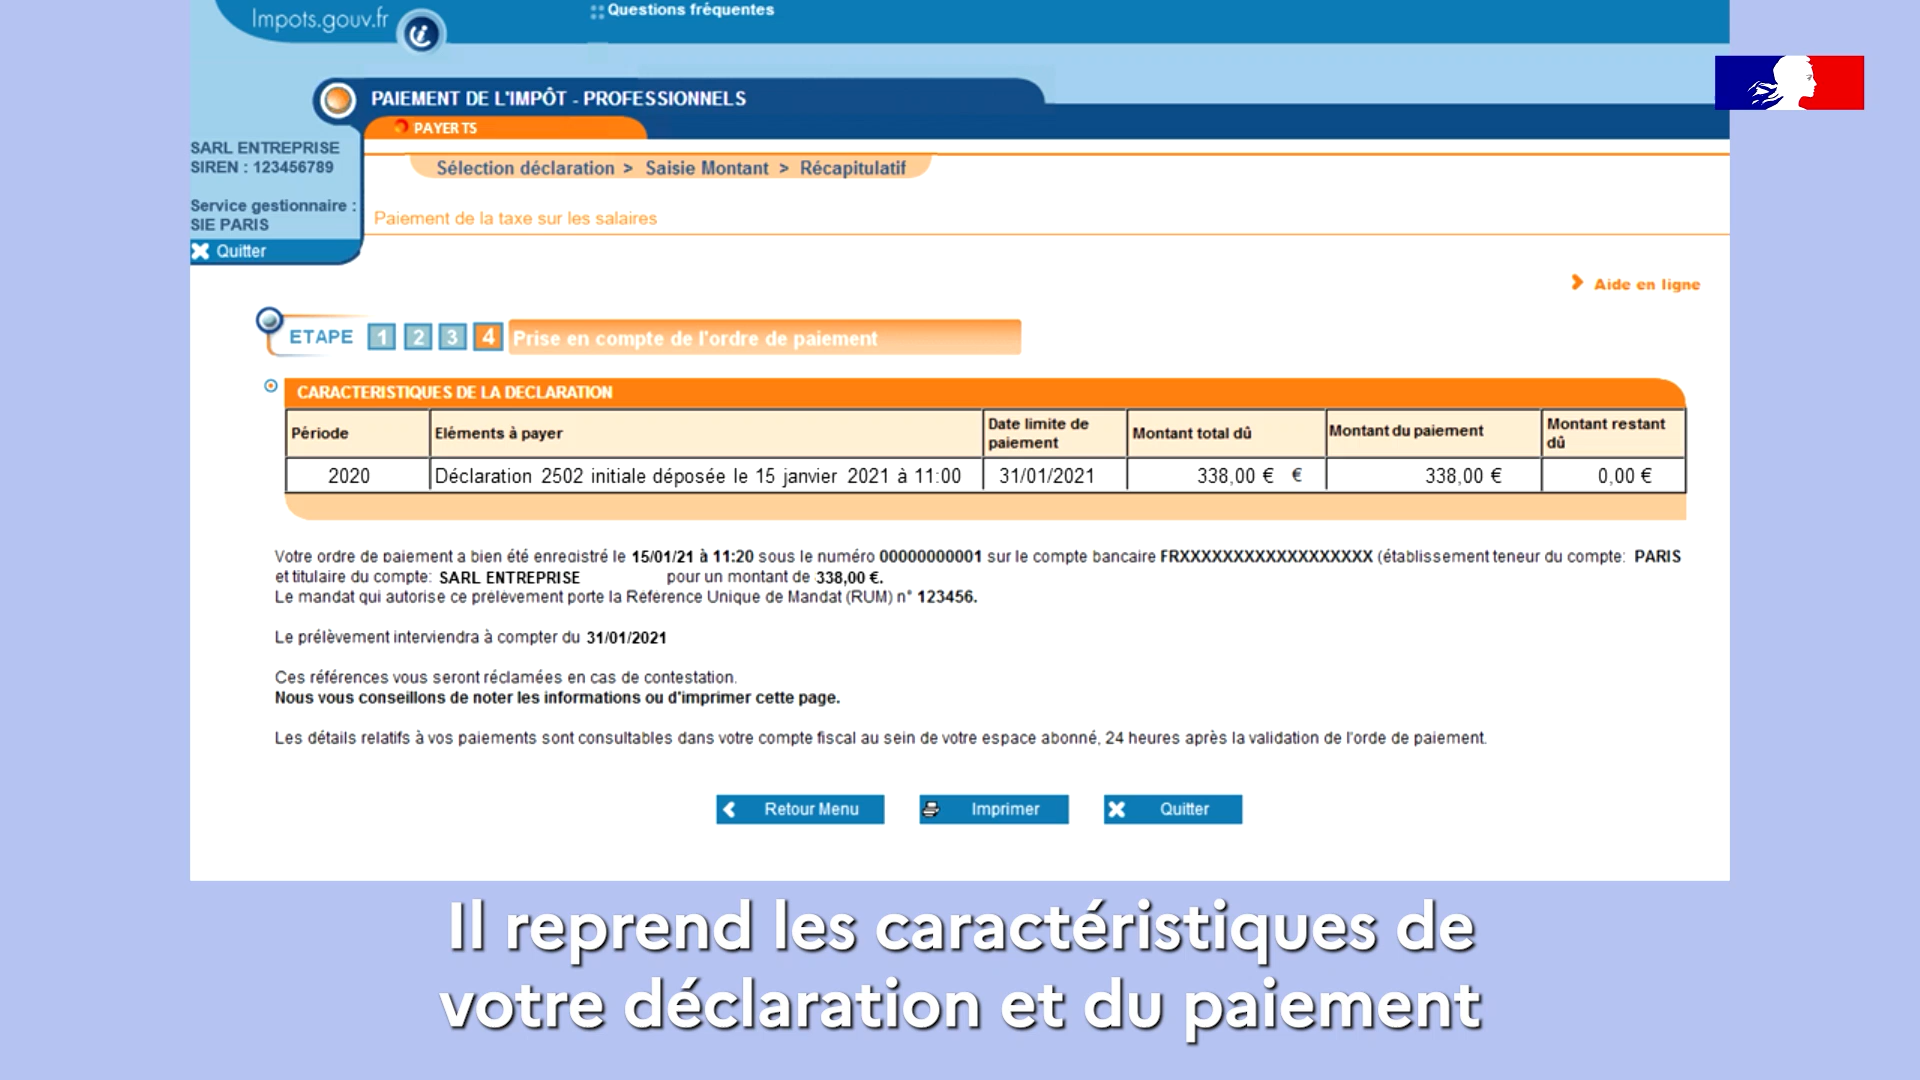 Impots.gouv.fr
Questions fréquentes
PAIEMENT DE L'IMPÔT - PROFESSIONNELS
PAYER TS
SARL ENTREPRISE
SIREN : 123456789
Service gestionnaire :
SIE PARIS
Quitter
Sélection déclaration > Saisie Montant > Récapitulatif
Paiement de la taxe sur les salaires
Aide en ligne
ETAPE 1 2 3 4 Prise en compte de l'ordre de paiement
CARACTERISTIQUES DE LA DECLARATION
Période Eléments à payer Date limite de paiement Montant total dû Montant du paiement Montant restant dû
2020 Déclaration 2502 initiale déposée le 15 janvier 2021 à 11:00 31/01/2021 338,00 € € 338,00 € 0,00 €
Votre ordre de paiement a bien été enregistré le 15/01/21 à 11:20 sous le numéro 00000000001 sur le compte bancaire FRXXXXXXXXXXXXXXXXXX (établissement teneur du compte: PARIS
et titulaire du compte: SARL ENTREPRISE pour un montant de 338,00 €.
Le mandat qui autorise ce prelèvement porte la Reference Unique de Mandat (RUM) n° 123456.
Le prélèvement interviendra à compter du 31/01/2021
Ces références vous seront réclamées en cas de contestation.
Nous vous conseillons de noter les informations ou d'imprimer cette page.
Les détails relatifs à vos paiements sont consultables dans votre compte fiscal au sein de votre espace abonné, 24 heures après la validation de l'orde de paiement.
Retour Menu Imprimer Quitter
Il reprend les caractéristiques de
votre déclaration et du paiement